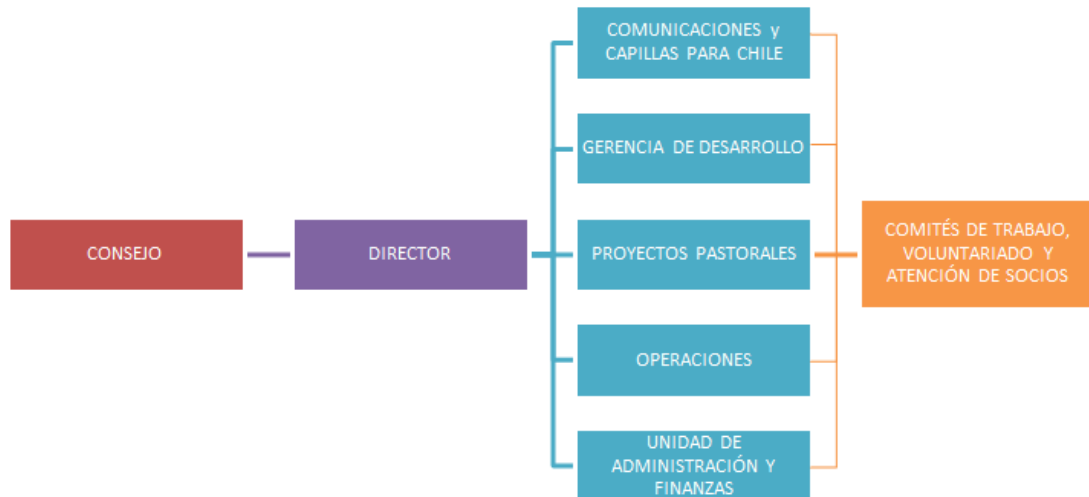 COMUNICACIONES y
CAPILLAS PARA CHILE
GERENCIA DE DESARROLLO
CONSEJO
DIRECTOR
PROYECTOS PASTORALES
COMITÉS DE TRABAJO,
VOLUNTARIADO Y
ATENCIÓN DE SOCIOS
OPERACIONES
UNIDAD DE
ADMINISTRACIÓN Y
FINANZAS